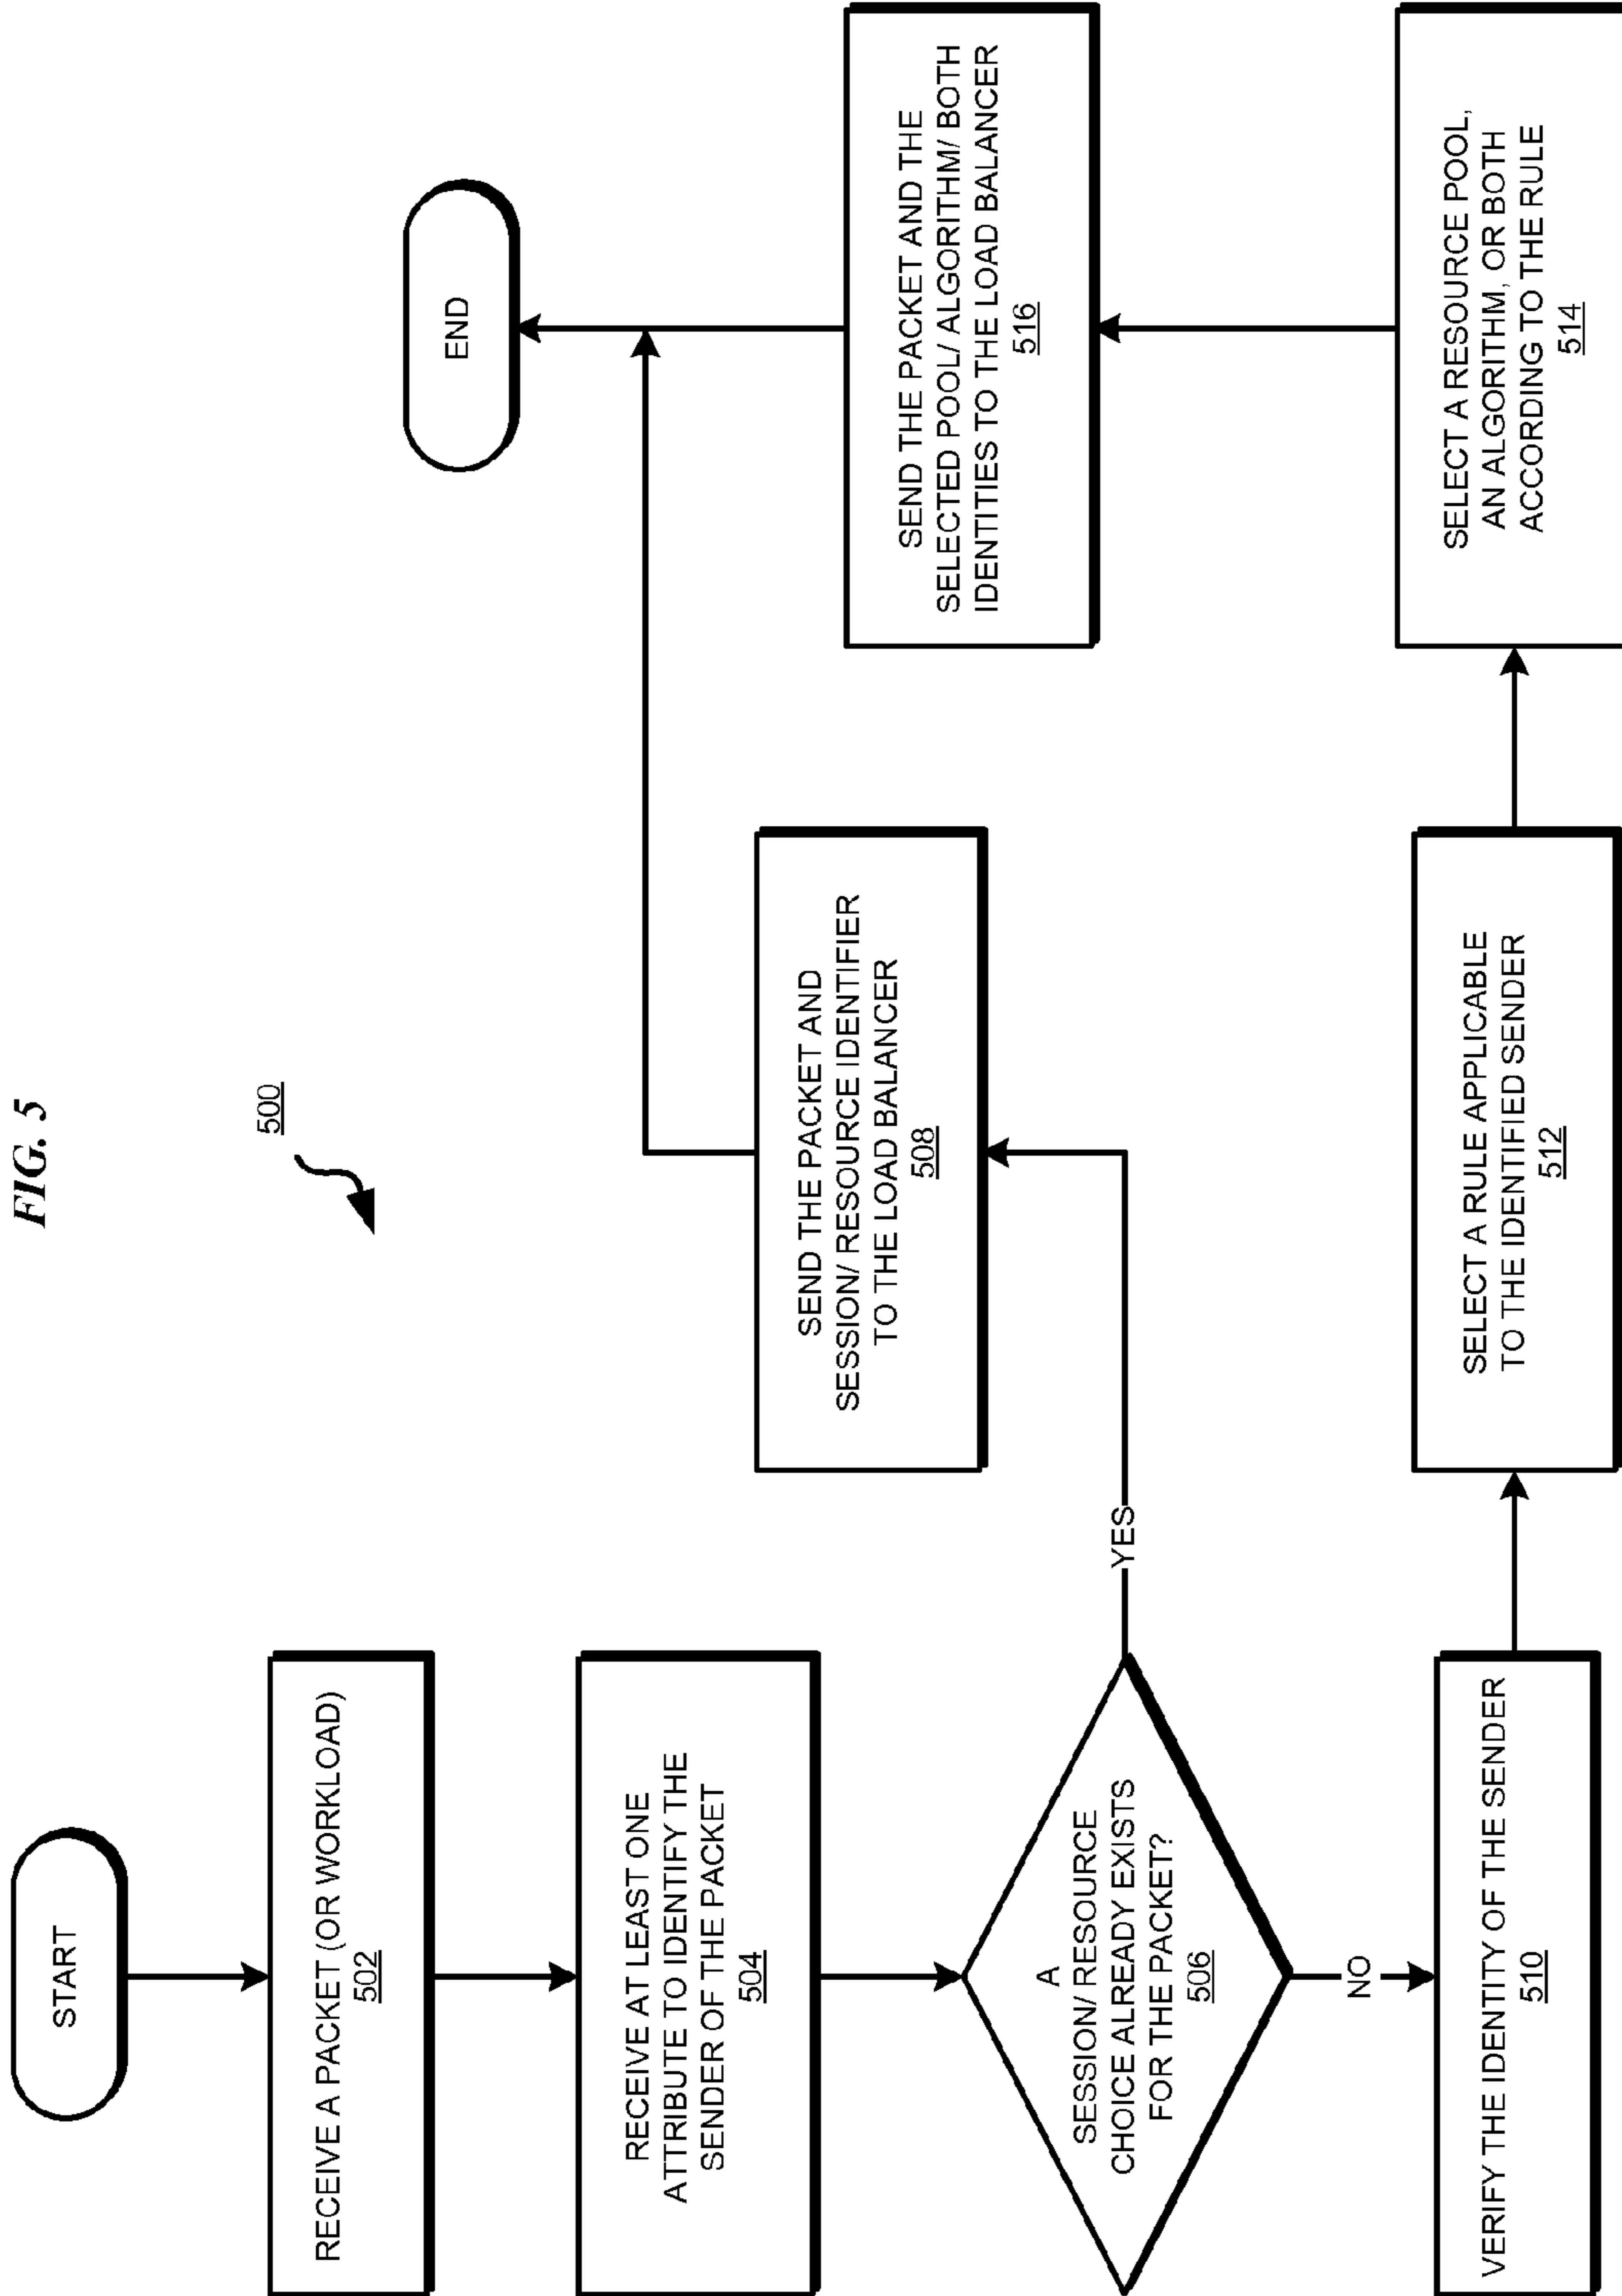 FIG. 5
500
START
RECEIVE A PACKET (OR WORKLOAD)
502
RECEIVE AT LEAST ONE
ATTRIBUTE TO IDENTIFY THE
SENDER OF THE PACKET
504
A
SESSION/ RESOURCE
CHOICE ALREADY EXISTS
FOR THE PACKET?
506
YES
SEND THE PACKET AND
SESSION/ RESOURCE IDENTIFIER
TO THE LOAD BALANCER
508
NO
VERIFY THE IDENTITY OF THE SENDER
510
SELECT A RULE APPLICABLE
TO THE IDENTIFIED SENDER
512
SELECT A RESOURCE POOL,
AN ALGORITHM, OR BOTH
ACCORDING TO THE RULE
514
SEND THE PACKET AND THE
SELECTED POOL/ ALGORITHM/ BOTH
IDENTITIES TO THE LOAD BALANCER
516
END